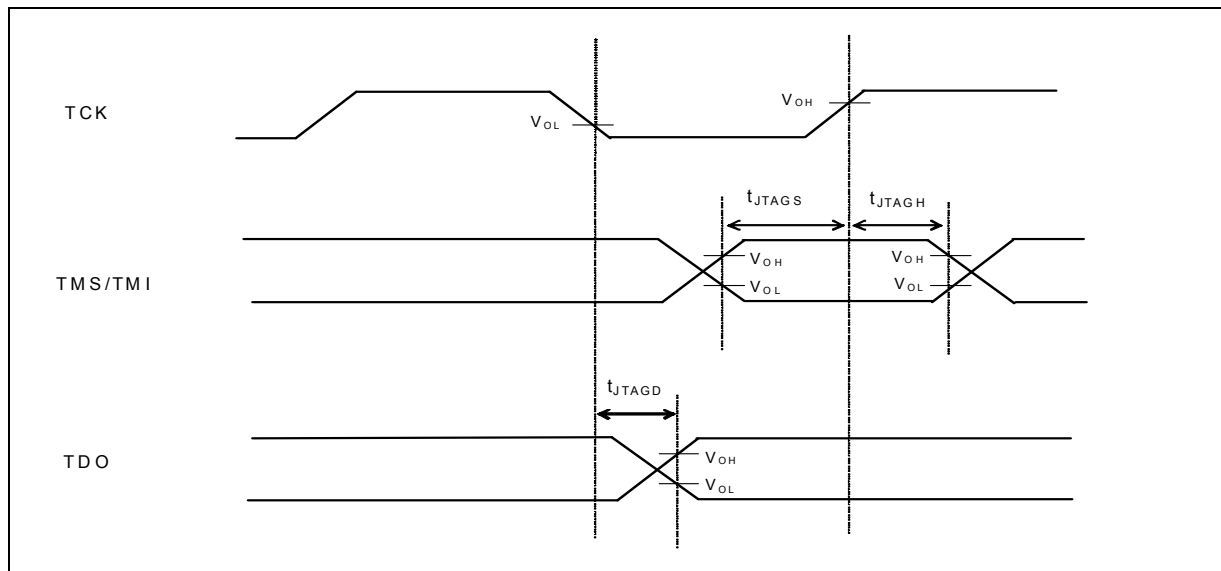 TCK
VOL
VOH
tJTAGS
tJTAGH
TMS/TMI
VOH
VOL
VOH
VOL
tJTAGD
TDO
VOH
VOL